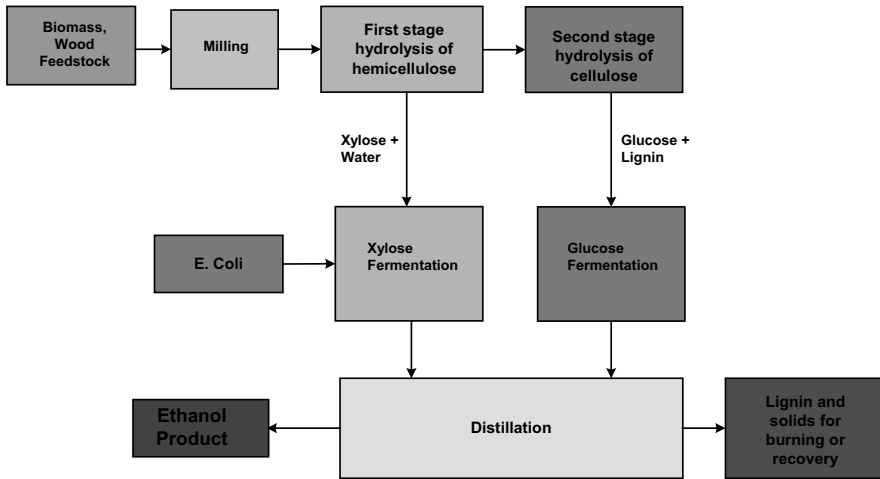 Biomass,
Wood
Feedstock
Milling
First stage
hydrolysis of
hemicellulose
Second stage
hydrolysis of
cellulose
Xylose +
Water
Glucose +
Lignin
E. Coli
Xylose
Fermentation
Glucose
Fermentation
Ethanol
Product
Distillation
Lignin and
solids for
burning or
recovery